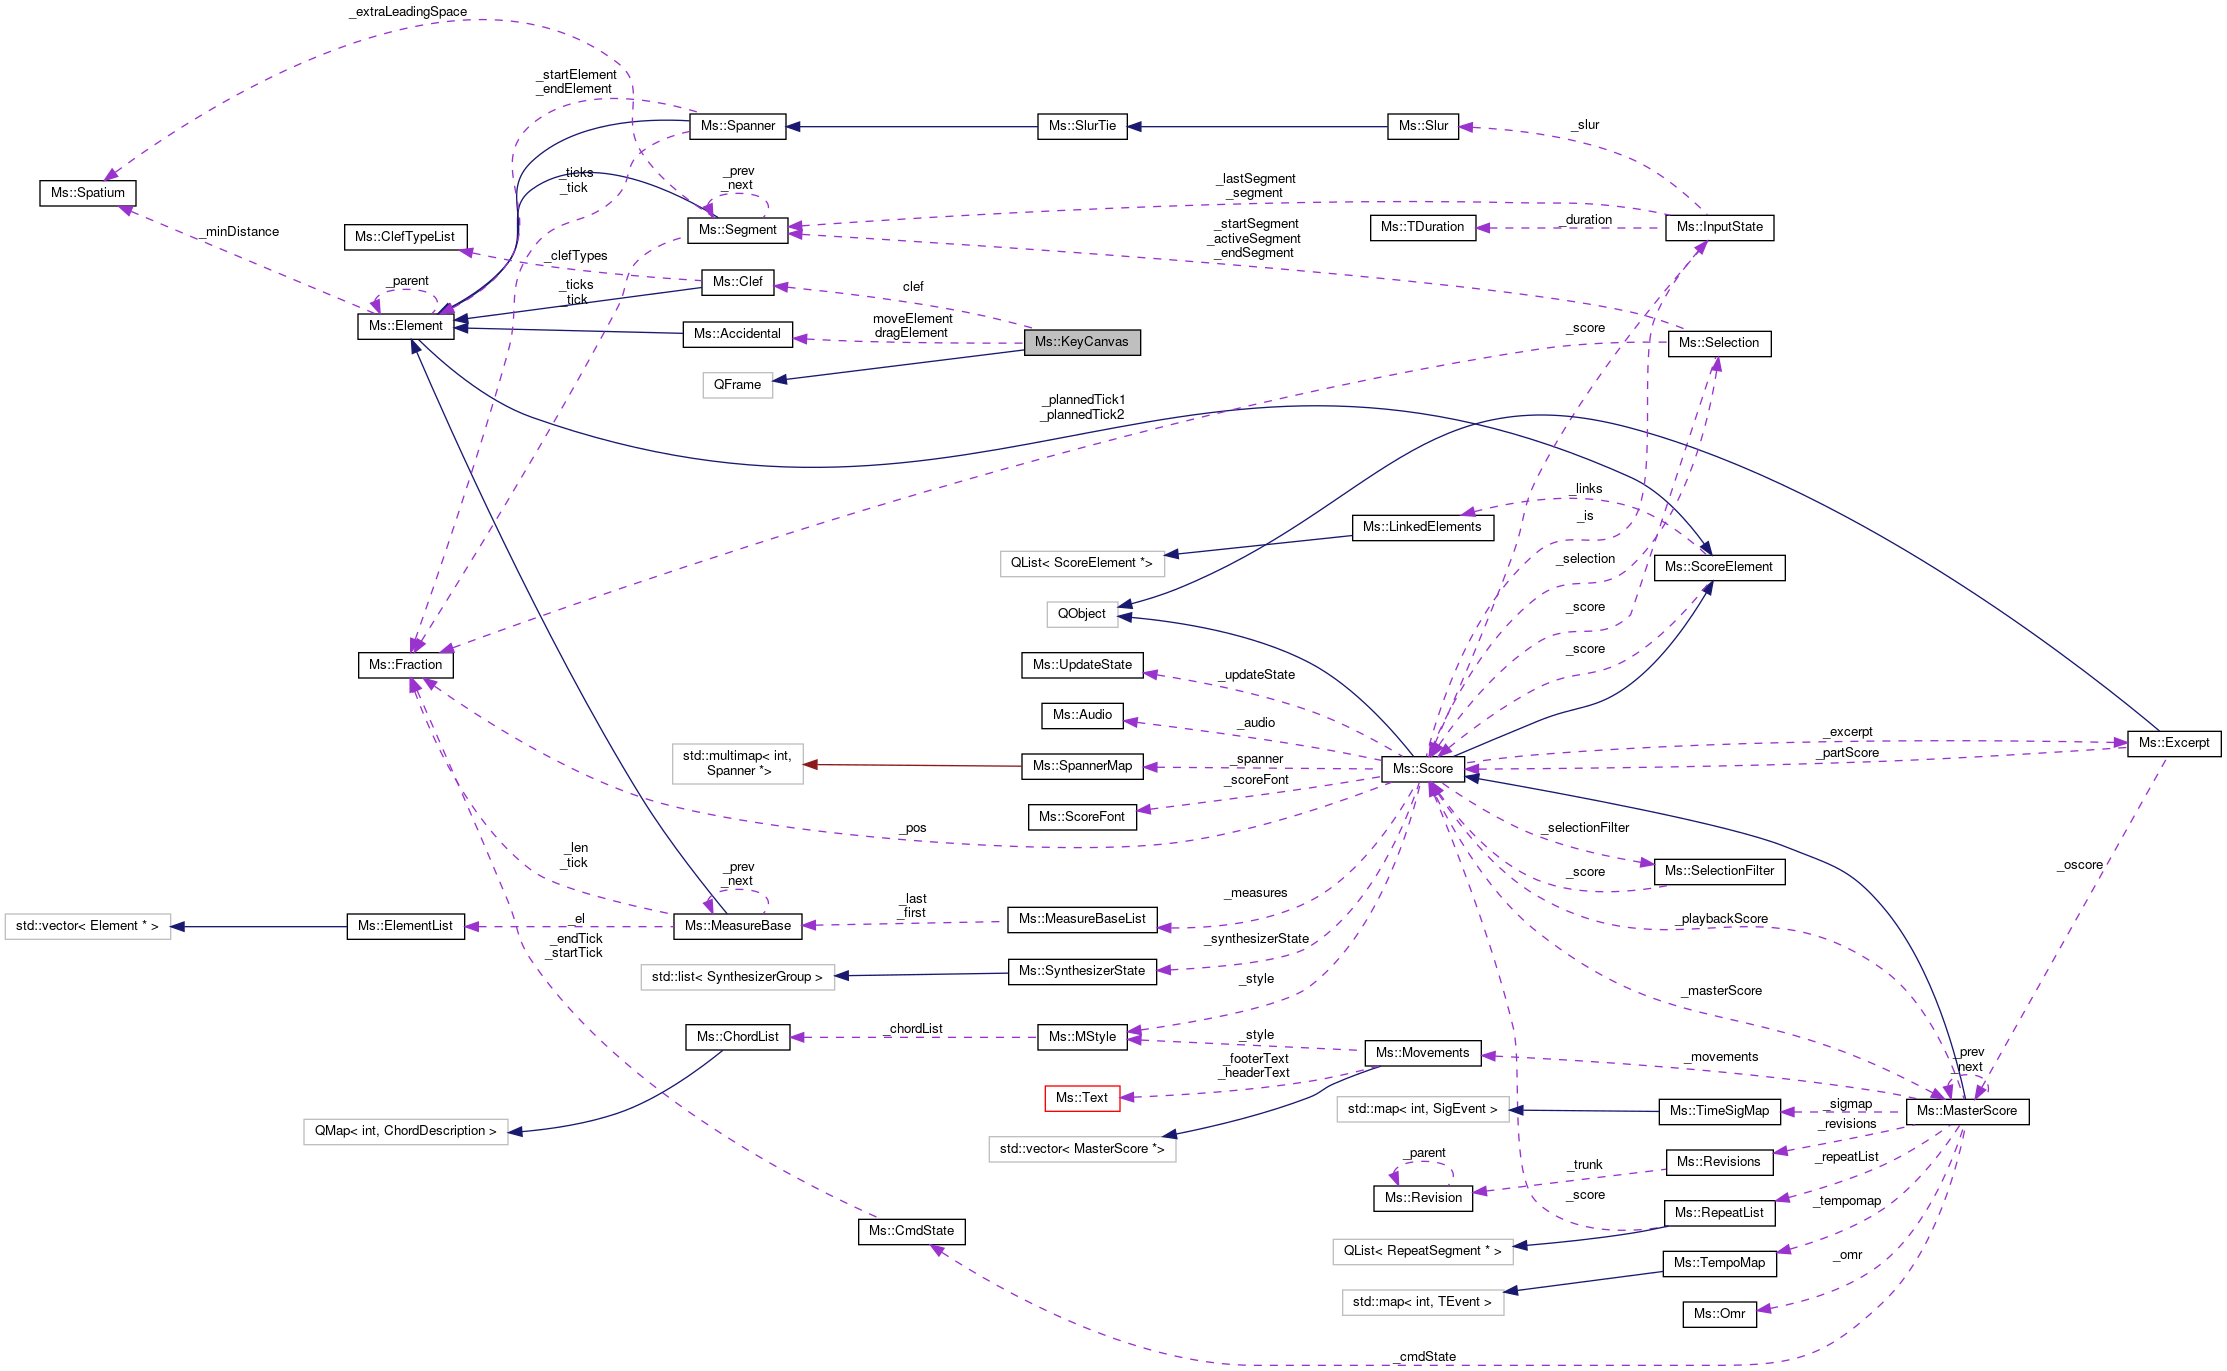 _extraLeadingSpace
_startElement
_endElement
Ms::Spanner
Ms::SlurTie
Ms::Slur
_slur
Ms::Spatium
_ticks
_tick
_prev
_next
_lastSegment
_segment
Ms::ClefTypeList
_minDistance
Ms::Segment
Ms::TDuration
_duration
Ms::InputState
_startSegment
_activeSegment
_endSegment
_clefTypes
Ms::Clef
clef
_parent
_ticks
_tick
Ms::Element
Ms::Accidental
moveElement
dragElement
Ms::KeyCanvas
_score
Ms::Selection
QFrame
_plannedTick1
_plannedTick2
_links
_is
Ms::LinkedElements
QList< ScoreElement *>
_selection
Ms::ScoreElement
QObject
_score
_score
Ms::Fraction
Ms::UpdateState
_updateState
Ms::Audio
_audio
_excerpt
_partScore
Ms::Excerpt
std::multimap< int,
Spanner *>
Ms::SpannerMap
_spanner
Ms::Score
_scoreFont
Ms::ScoreFont
_pos
_selectionFilter
_len
_tick
_prev
_next
_score
Ms::SelectionFilter
_oscore
_measures
_last
_first
Ms::MeasureBaseList
_playbackScore
std::vector< Element * >
Ms::ElementList
_el
Ms::MeasureBase
_endTick
_startTick
_synthesizerState
std::list< SynthesizerGroup >
Ms::SynthesizerState
_style
_masterScore
Ms::ChordList
_chordList
Ms::MStyle
_style
Ms::Movements
_movements
_prev
_next
_footerText
_headerText
Ms::Text
std::map< int, SigEvent >
Ms::TimeSigMap
_sigmap
Ms::MasterScore
_revisions
QMap< int, ChordDescription >
std::vector< MasterScore *>
_parent
_trunk
Ms::Revisions
_repeatList
Ms::Revision
_score
Ms::RepeatList
_tempomap
Ms::CmdState
QList< RepeatSegment * >
Ms::TempoMap
_omr
std::map< int, TEvent >
Ms::Omr
_cmdState